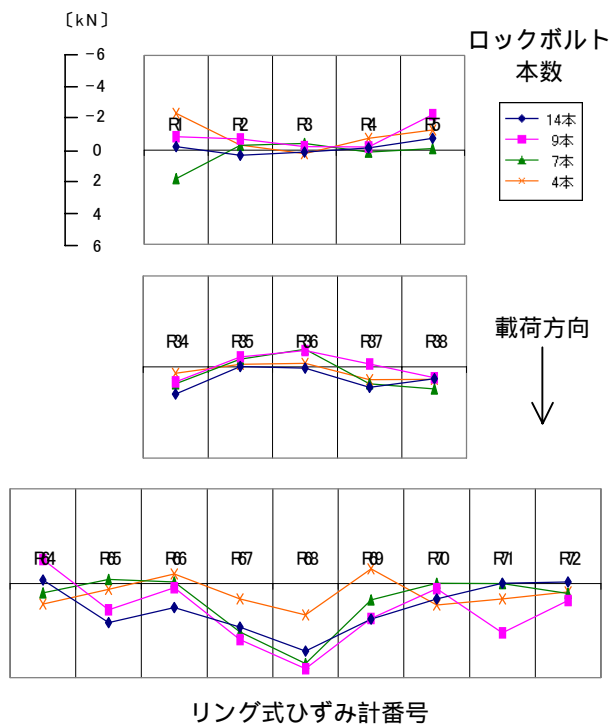 〔kN〕
-6
-4
-2
0
2
4
6
ロックボルト
本数
14本
9本
7本
4本
R1
R2
R3
R4
R5
R34
R35
R36
R37
R38
載荷方向
R64
R65
R66
R67
R68
R69
R70
R71
R72
リング式ひずみ計番号